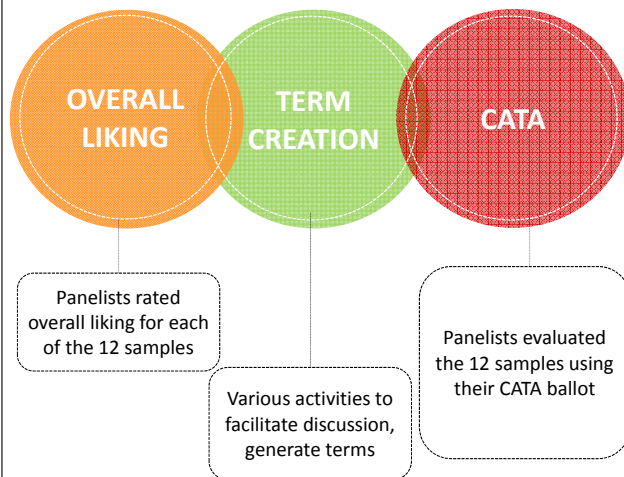 OVERALL
LIKING
TERM
CREATION
CATA
Panelists rated
overall liking for each
of the 12 samples
Various activities to
facilitate discussion,
generate terms
Panelists evaluated
the 12 samples using
their CATA ballot